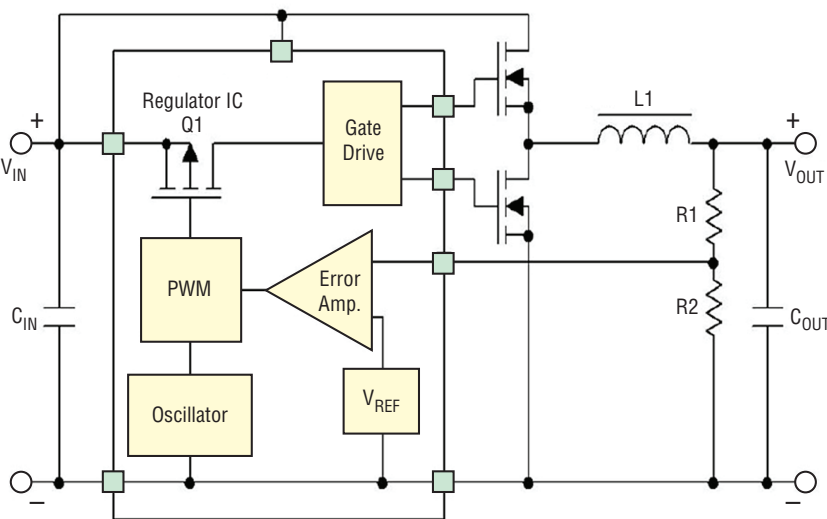 Regulator IC
Q1
Gate
Drive
L1
+
V_IN
+
V_OUT
R1
PWM
Error
Amp.
R2
C_IN
C_OUT
Oscillator
V_REF
–
–